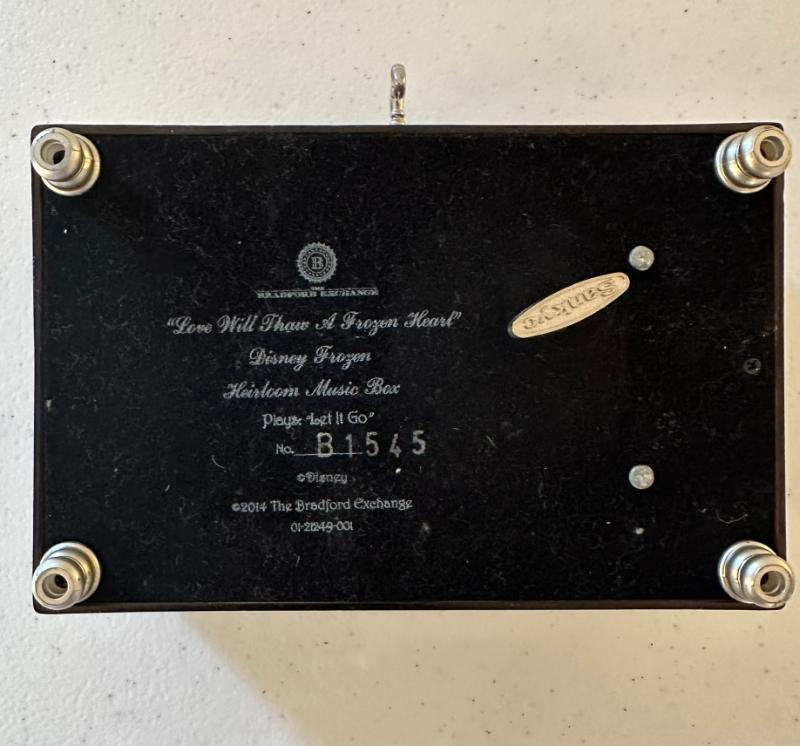 B
THE
BRADFORD EXCHANGE
"Love Will Thaw A Frozen Heart"
Disney Frozen
Heirloom Music Box
Plays: "Let It Go"
No. B1545
©Disney
©2014 The Bradford Exchange
01-21249-001
Sankyo